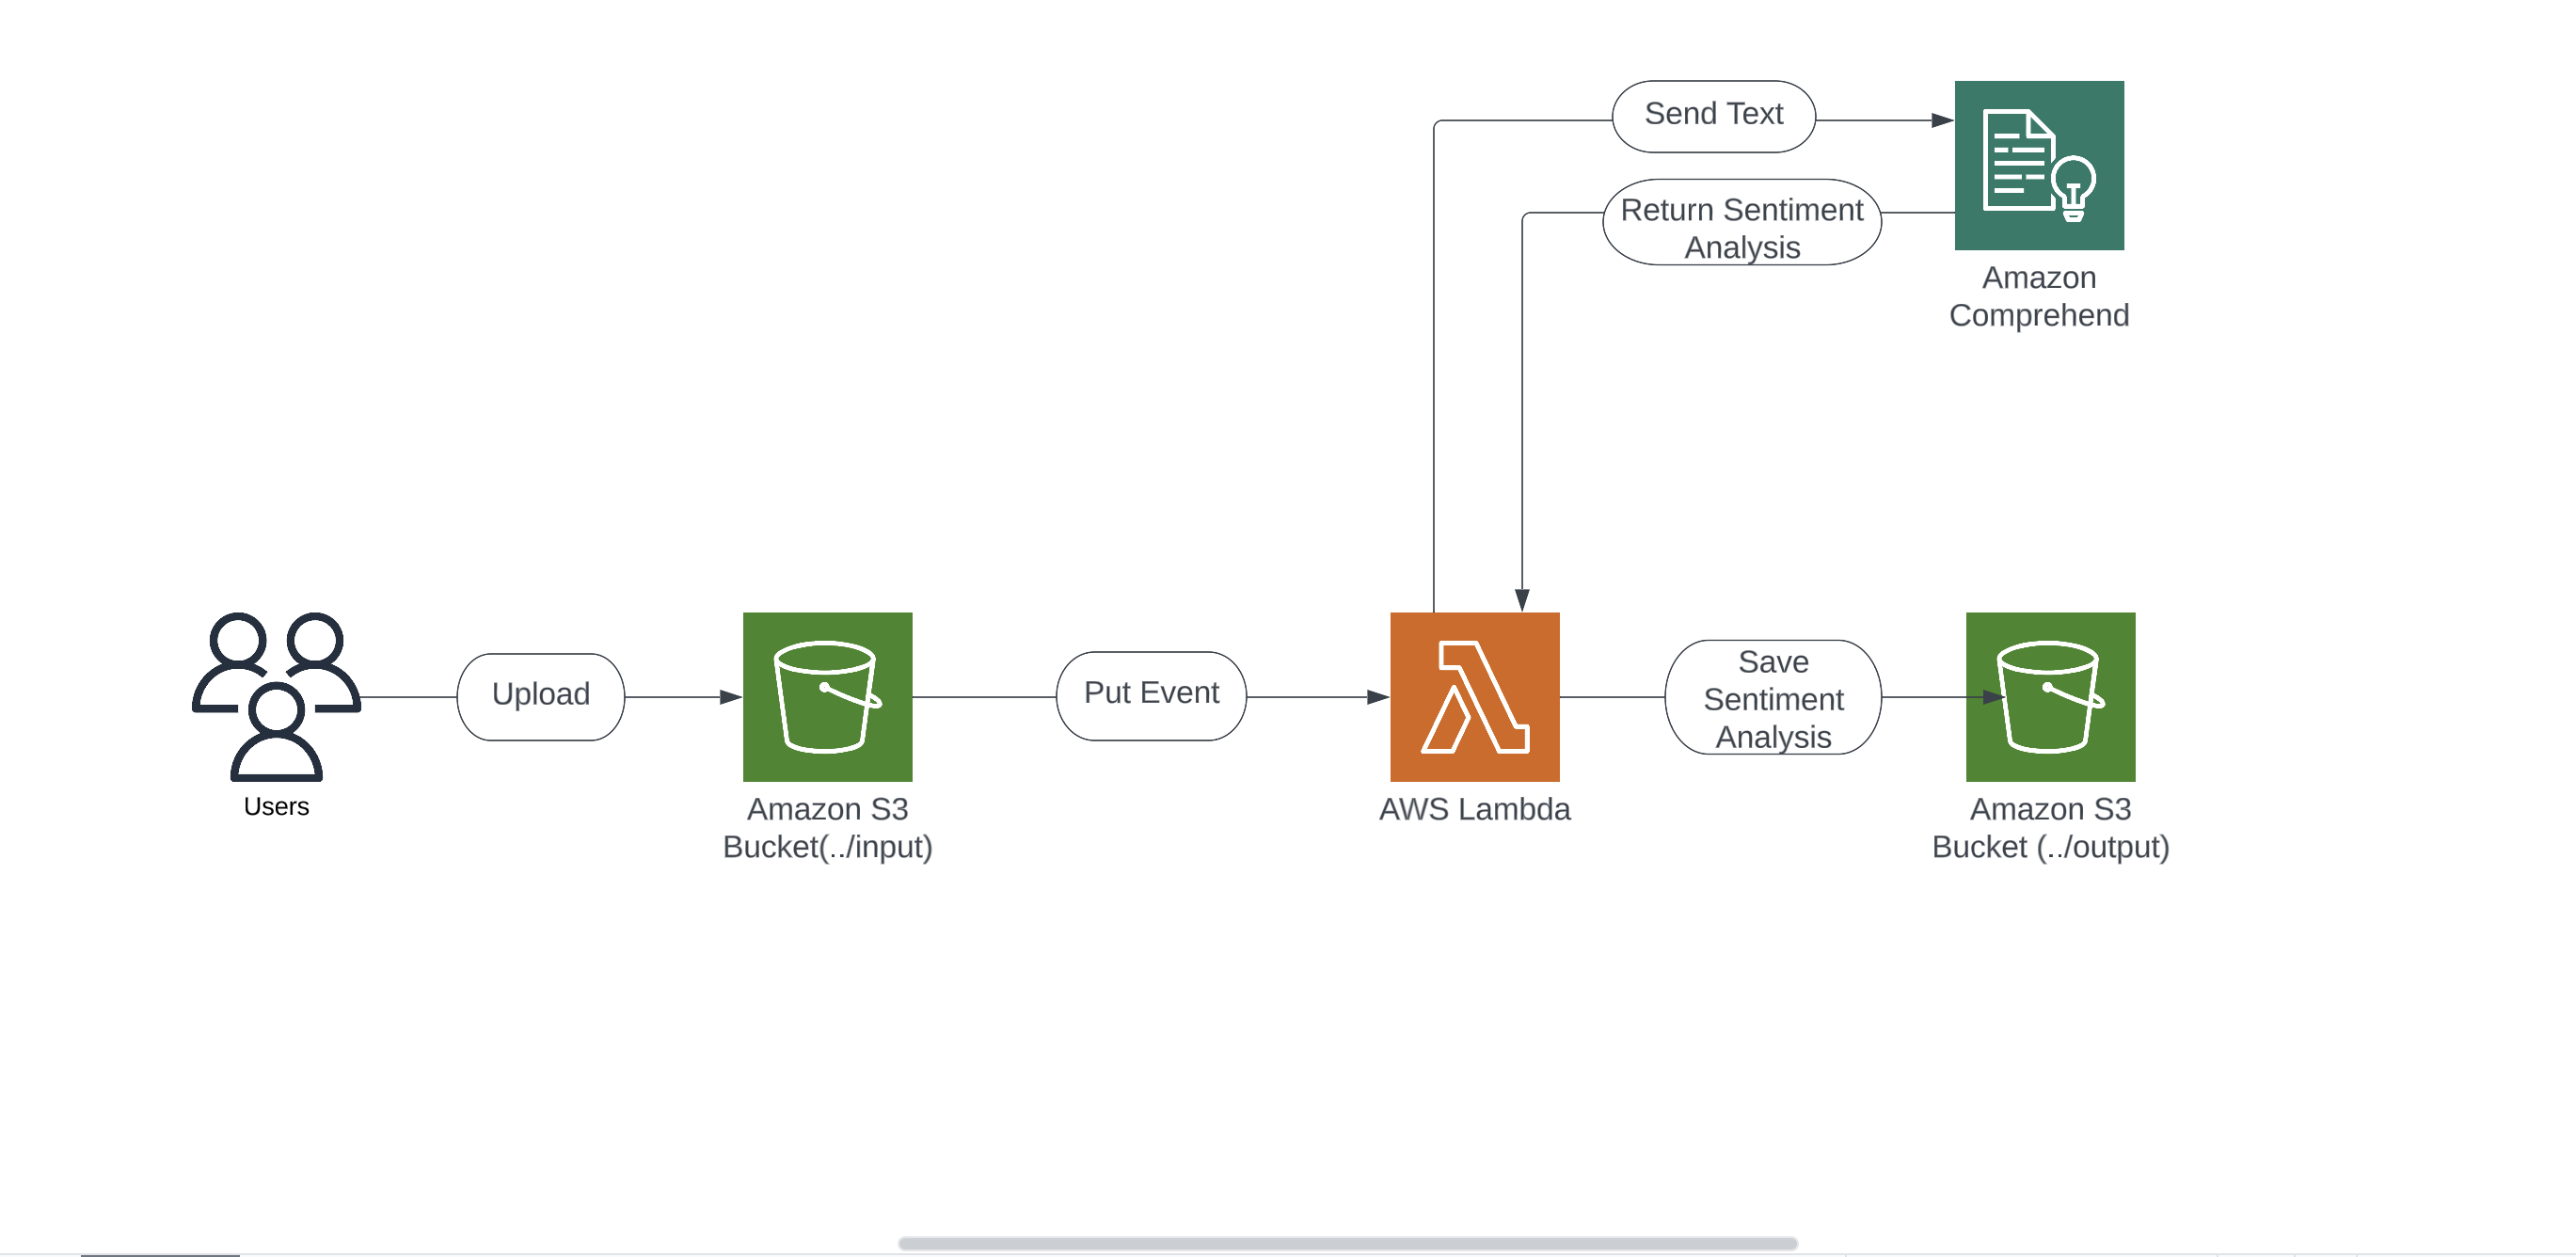 Send Text
Return Sentiment
Analysis
Amazon
Comprehend
Upload
Put Event
Save
Sentiment
Analysis
Users
Amazon S3
Bucket(../input)
AWS Lambda
Amazon S3
Bucket (../output)